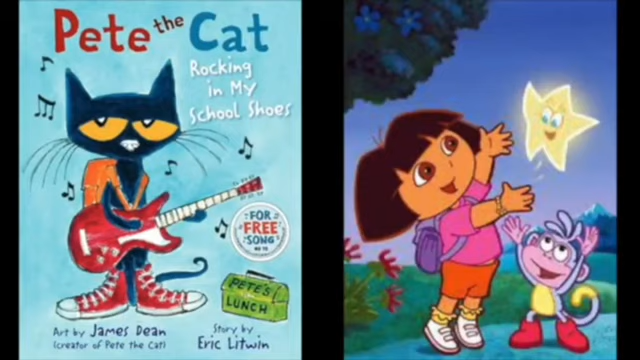 Pete the Cat
Rocking
in My
School Shoes
FOR
FREE
SONG
PETE'S
LUNCH
Art by James Dean
(creator of Pete the Cat)
Story by
Eric Litwin